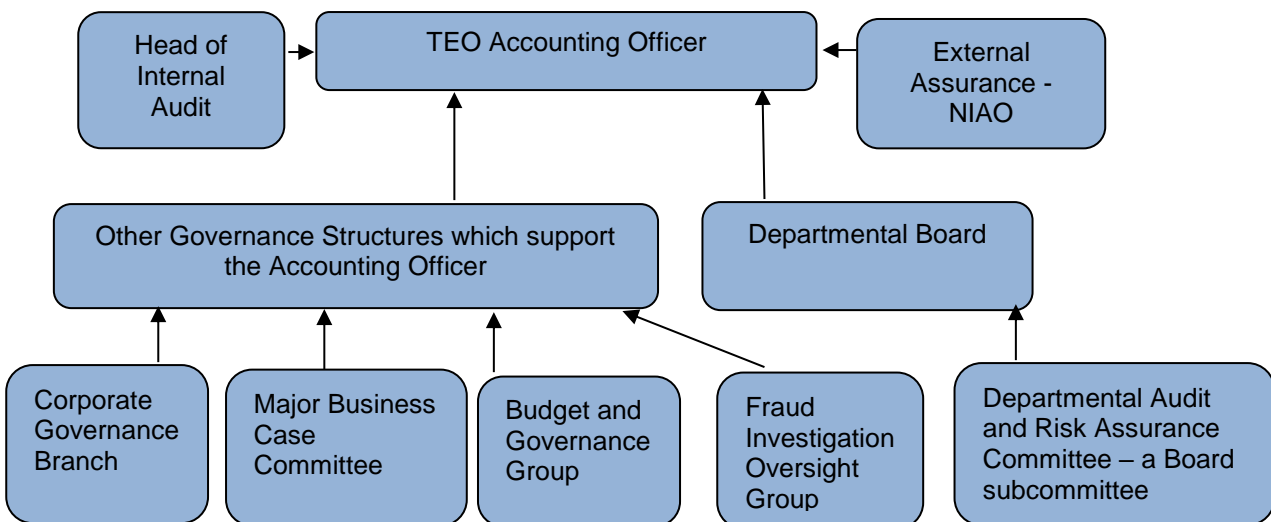 Head of
Internal
Audit
TEO Accounting Officer
External
Assurance -
NIAO
Other Governance Structures which support
the Accounting Officer
Departmental Board
Corporate
Governance
Branch
Major Business
Case
Committee
Budget and
Governance
Group
Fraud
Investigation
Oversight
Group
Departmental Audit
and Risk Assurance
Committee – a Board
subcommittee